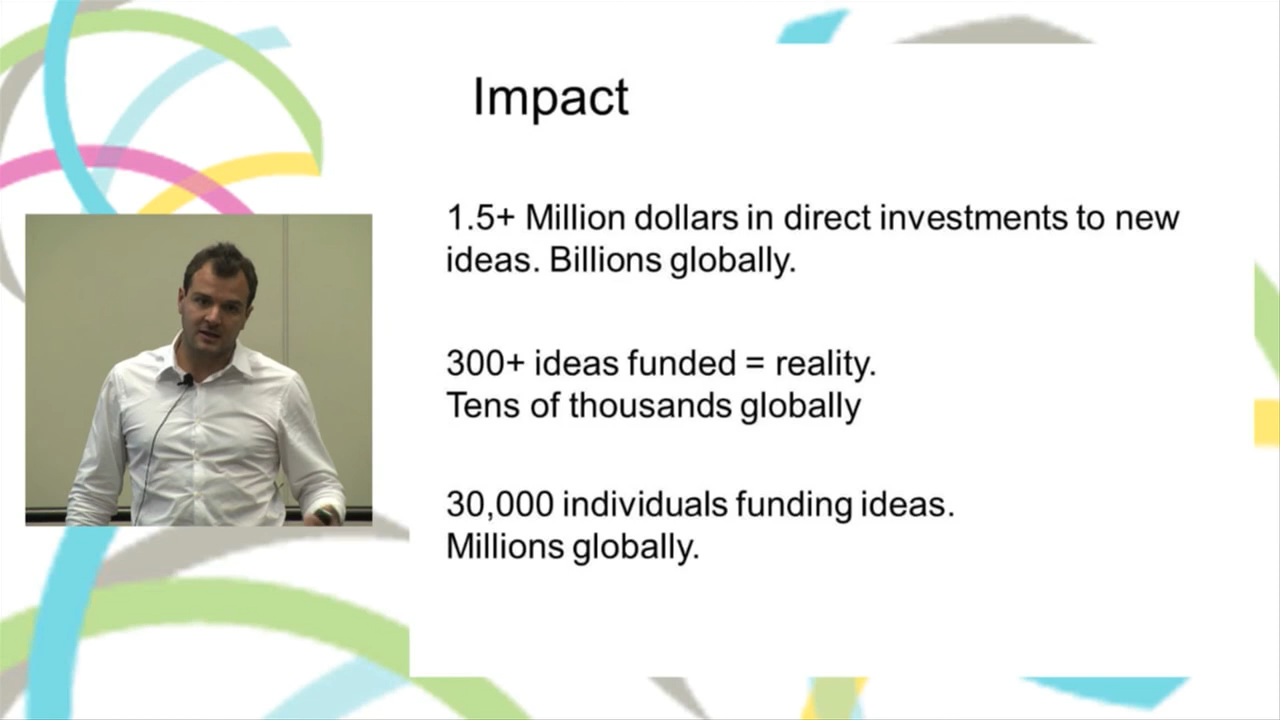 Impact
1.5+ Million dollars in direct investments to new
ideas. Billions globally.
300+ ideas funded = reality.
Tens of thousands globally
30,000 individuals funding ideas.
Millions globally.